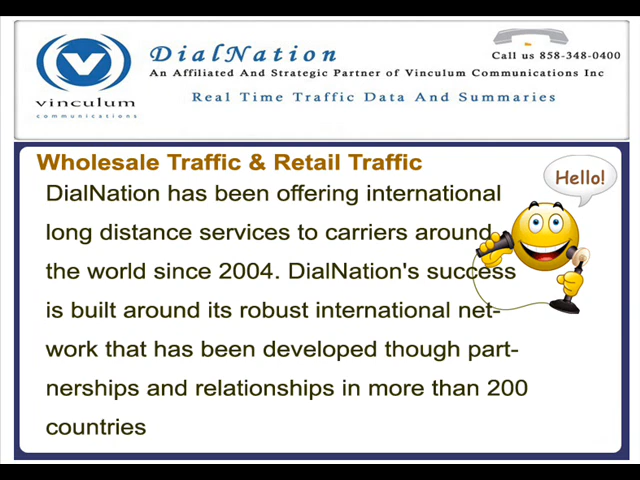 DialNation
Call us 858-348-0400
An Affiliated And Strategic Partner of Vinculum Communications Inc
vinculum
communications
Real Time Traffic Data And Summaries
Wholesale Traffic & Retail Traffic
Hello!
DialNation has been offering international
long distance services to carriers around
the world since 2004. DialNation's success
is built around its robust international net-
work that has been developed though part-
nerships and relationships in more than 200
countries